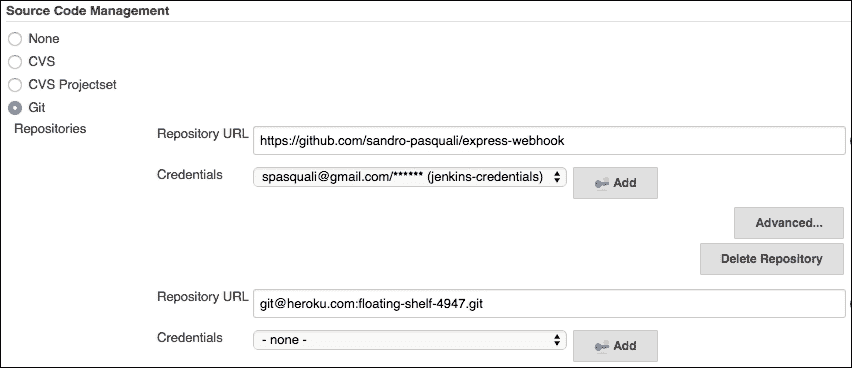 Source Code Management
None
CVS
CVS Projectset
Git
Repositories
Repository URL
https://github.com/sandro-pasquali/express-webhook
Credentials
spasquali@gmail.com/****** (jenkins-credentials)
Add
Advanced...
Delete Repository
Repository URL
git@heroku.com:floating-shelf-4947.git
Credentials
- none -
Add